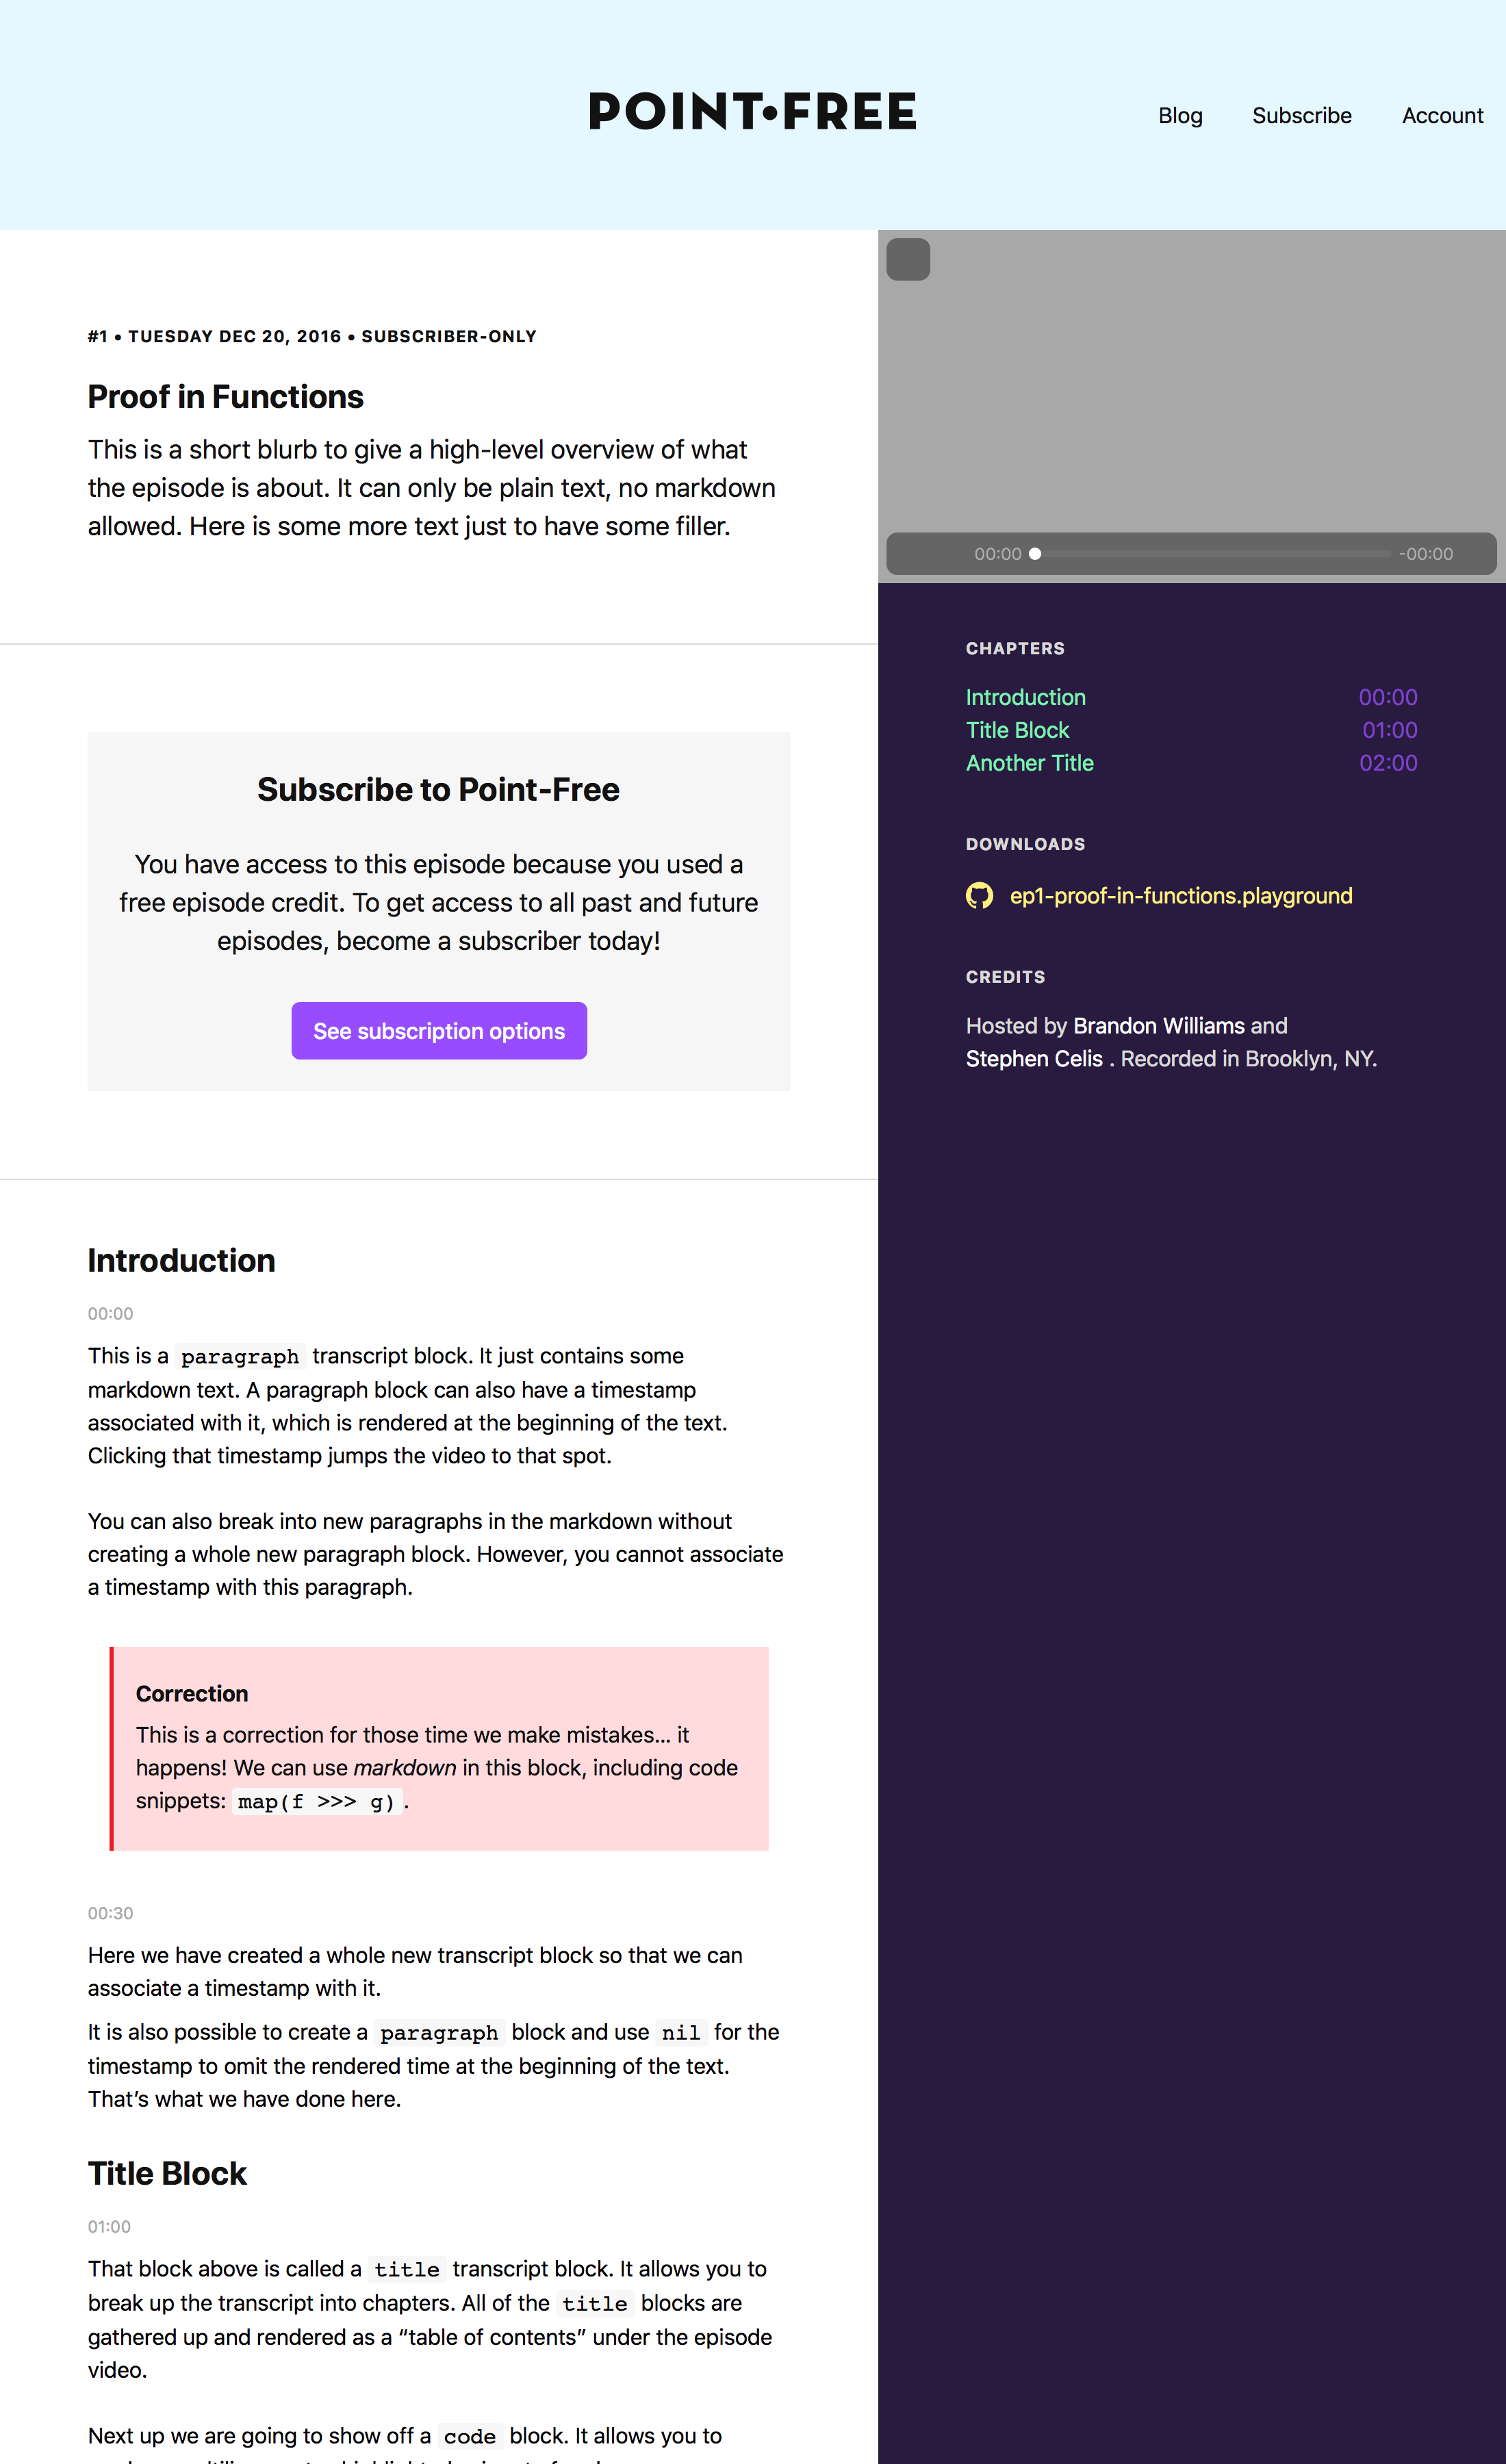 POINT•FREE
Blog Subscribe Account
#1 • TUESDAY DEC 20, 2016 • SUBSCRIBER-ONLY
Proof in Functions
This is a short blurb to give a high-level overview of what
the episode is about. It can only be plain text, no markdown
allowed. Here is some more text just to have some filler.
Subscribe to Point-Free
You have access to this episode because you used a
free episode credit. To get access to all past and future
episodes, become a subscriber today!
See subscription options
Introduction
00:00
This is a paragraph transcript block. It just contains some
markdown text. A paragraph block can also have a timestamp
associated with it, which is rendered at the beginning of the text.
Clicking that timestamp jumps the video to that spot.
You can also break into new paragraphs in the markdown without
creating a whole new paragraph block. However, you cannot associate
a timestamp with this paragraph.
Correction
This is a correction for those time we make mistakes... it
happens! We can use markdown in this block, including code
snippets: map(f >>> g).
00:30
Here we have created a whole new transcript block so that we can
associate a timestamp with it.
It is also possible to create a paragraph block and use nil for the
timestamp to omit the rendered time at the beginning of the text.
That’s what we have done here.
Title Block
01:00
That block above is called a title transcript block. It allows you to
break up the transcript into chapters. All of the title blocks are
gathered up and rendered as a “table of contents” under the episode
video.
Next up we are going to show off a code block. It allows you to
00:00 -00:00
CHAPTERS
Introduction 00:00
Title Block 01:00
Another Title 02:00
DOWNLOADS
ep1-proof-in-functions.playground
CREDITS
Hosted by Brandon Williams and
Stephen Celis . Recorded in Brooklyn, NY.